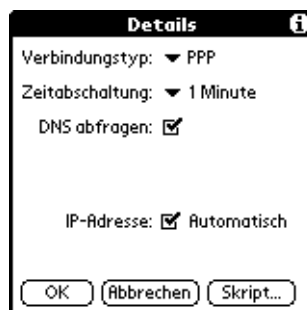 Details
Verbindungstyp: PPP
Zeitabschaltung: 1 Minute
DNS abfragen:
IP-Adresse: Automatisch
OK Abbrechen Skript...